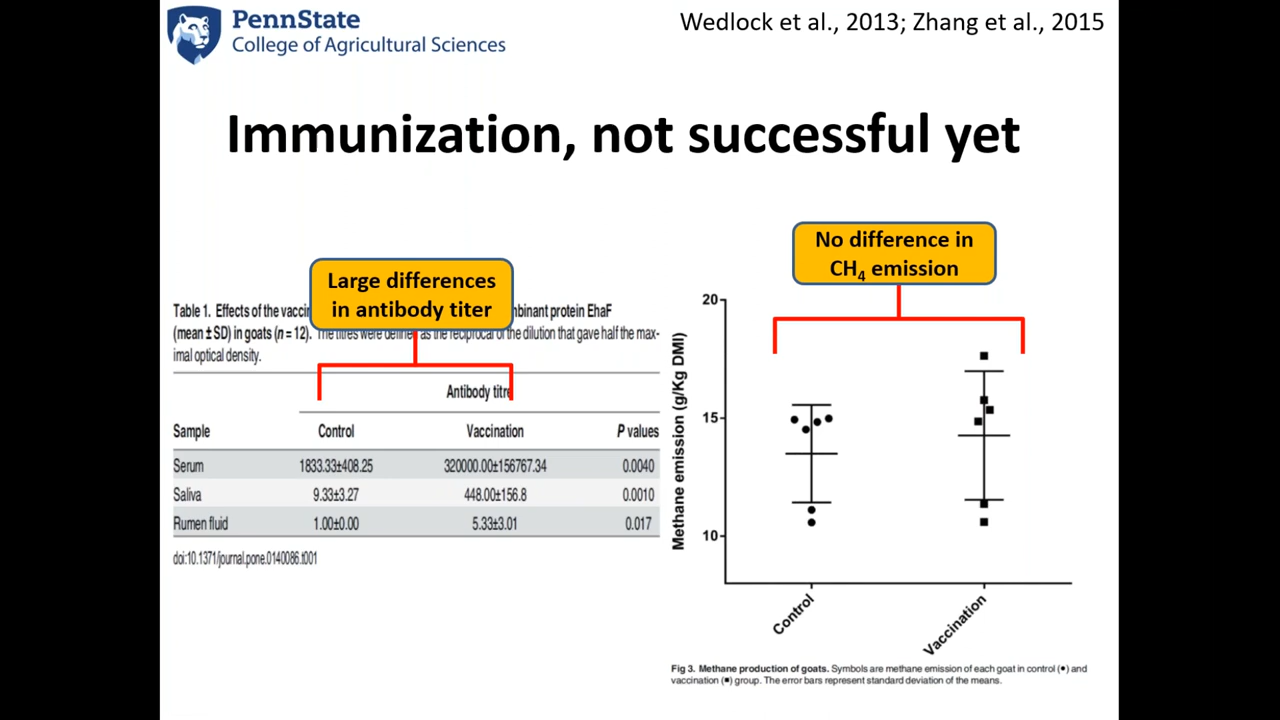 PennState
College of Agricultural Sciences
Wedlock et al., 2013; Zhang et al., 2015
Immunization, not successful yet
Large differences
in antibody titer
Table 1. Effects of the vaccin
nbinant protein EhaF
(mean ± SD) in goats (n = 12). The titres were defined as the reciprocal of the dilution that gave half the max-
imal optical density.
Antibody titre
Sample Control Vaccination P values
Serum 1833.33±408.25 320000.00±156767.34 0.0040
Saliva 9.33±3.27 448.00±156.8 0.0010
Rumen fluid 1.00±0.00 5.33±3.01 0.017
doi:10.1371/journal.pone.0140086.t001
No difference in
CH4 emission
Methane emission (g/Kg DMI)
20
15
10
Control
Vaccination
Fig 3. Methane production of goats. Symbols are methane emission of each goat in control (●) and
vaccination (■) group. The error bars represent standard deviation of the means.